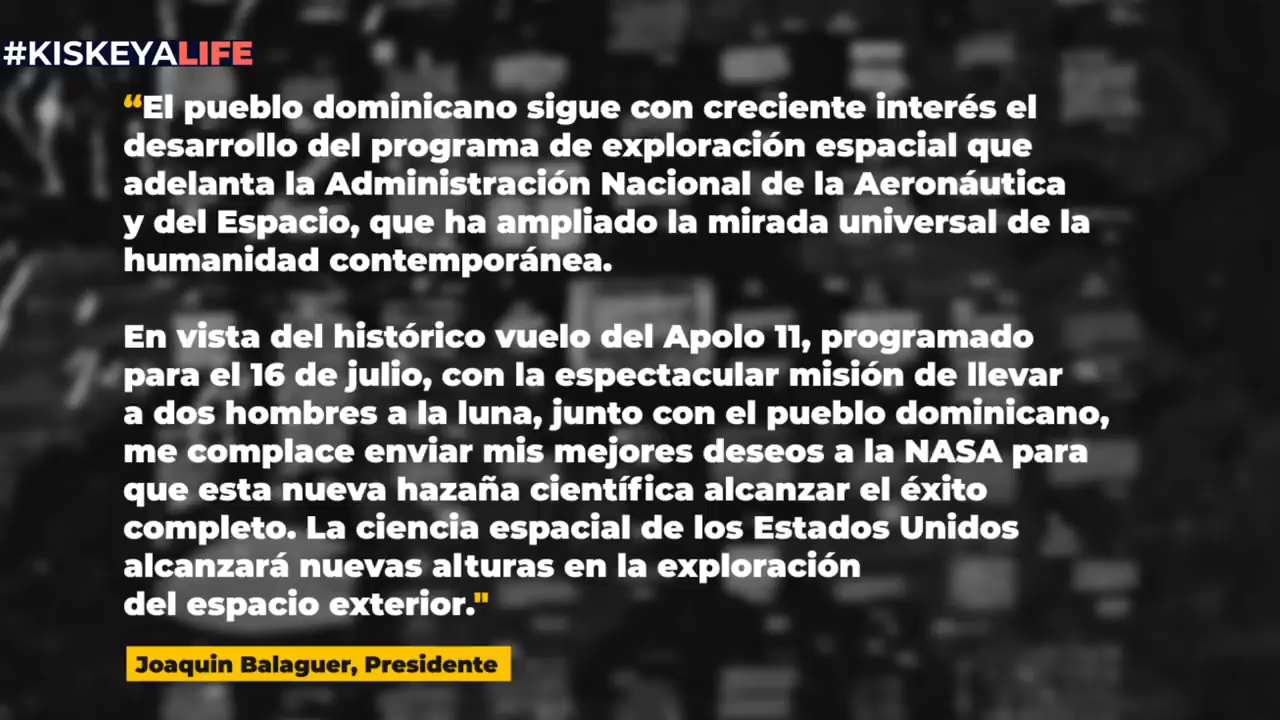 #KISKEYALIFE
“El pueblo dominicano sigue con creciente interés el
desarrollo del programa de exploración espacial que
adelanta la Administración Nacional de la Aeronáutica
y del Espacio, que ha ampliado la mirada universal de la
humanidad contemporánea.
En vista del histórico vuelo del Apolo 11, programado
para el 16 de julio, con la espectacular misión de llevar
a dos hombres a la luna, junto con el pueblo dominicano,
me complace enviar mis mejores deseos a la NASA para
que esta nueva hazaña científica alcanzar el éxito
completo. La ciencia espacial de los Estados Unidos
alcanzará nuevas alturas en la exploración
del espacio exterior."
Joaquin Balaguer, Presidente